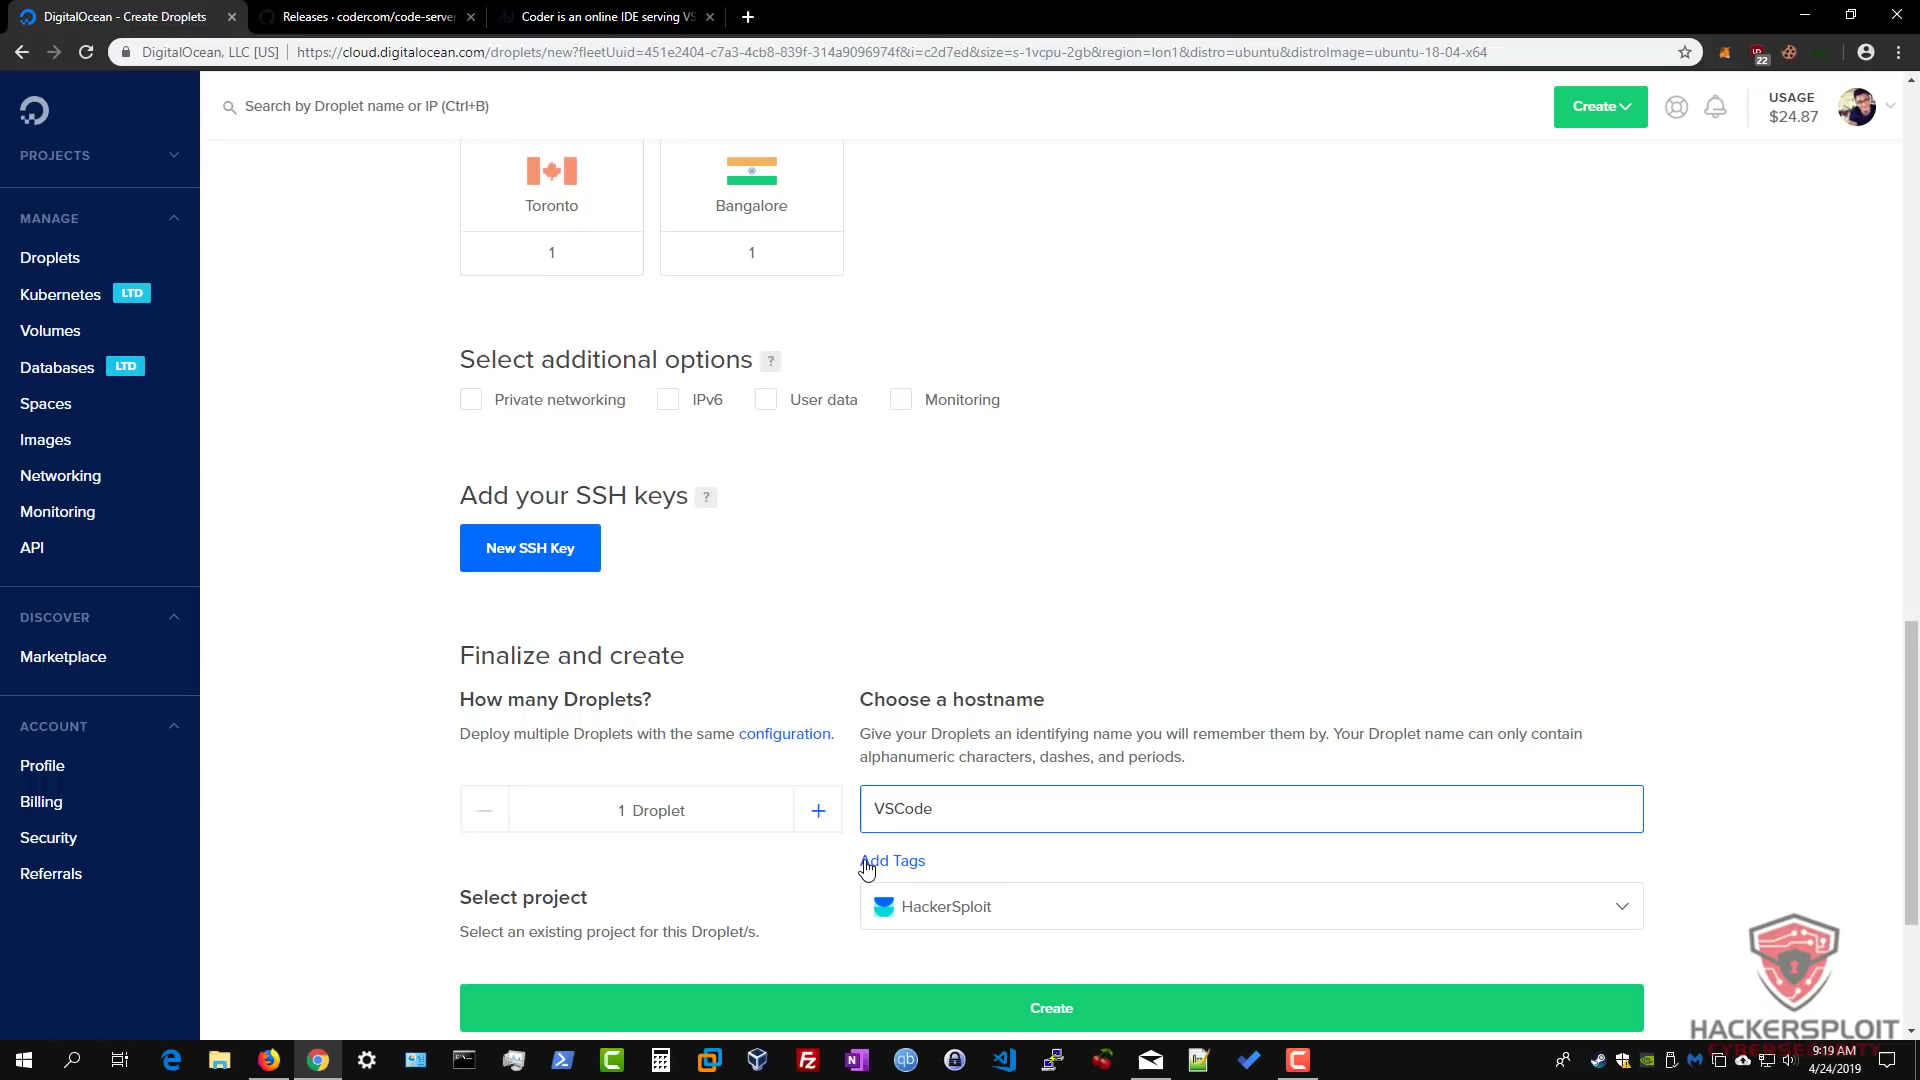 DigitalOcean - Create Droplets
Releases · codercom/code-server
Coder is an online IDE serving VS
DigitalOcean, LLC [US]
https://cloud.digitalocean.com/droplets/new?fleetUuid=451e2404-c7a3-4cb8-839f-314a9096974f&i=c2d7ed&size=s-1vcpu-2gb&region=lon1&distro=ubuntu&distroImage=ubuntu-18-04-x64
22
Search by Droplet name or IP (Ctrl+B)
Create
USAGE
$24.87
PROJECTS
MANAGE
Droplets
Kubernetes LTD
Volumes
Databases LTD
Spaces
Images
Networking
Monitoring
API
DISCOVER
Marketplace
ACCOUNT
Profile
Billing
Security
Referrals
Toronto
1
Bangalore
1
Select additional options ?
Private networking
IPv6
User data
Monitoring
Add your SSH keys ?
New SSH Key
Finalize and create
How many Droplets?
Deploy multiple Droplets with the same configuration.
1 Droplet
Choose a hostname
Give your Droplets an identifying name you will remember them by. Your Droplet name can only contain
alphanumeric characters, dashes, and periods.
VSCode
Add Tags
Select project
Select an existing project for this Droplet/s.
HackerSploit
Create
HACKERSPLOIT
9:19 AM
4/24/2019